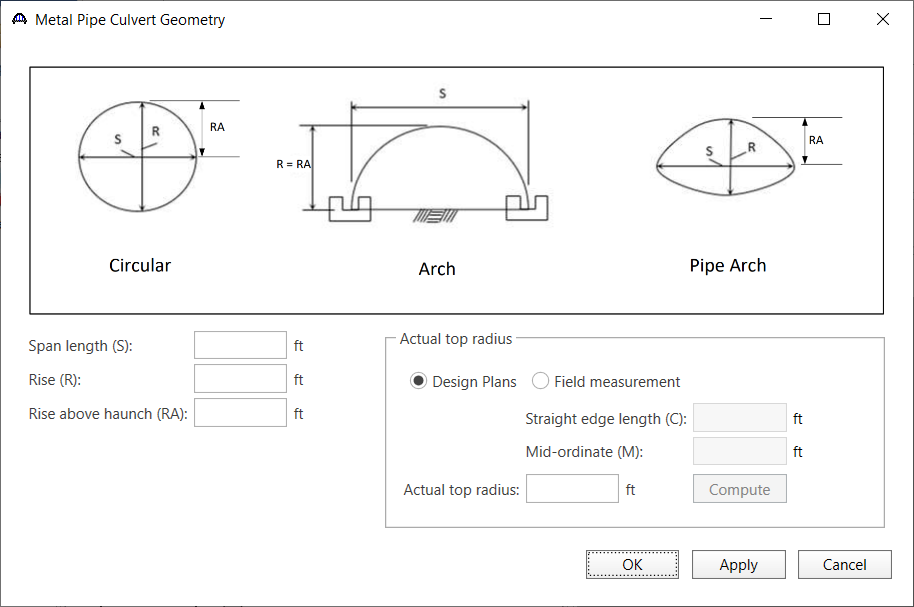 Metal Pipe Culvert Geometry
S
R
RA
S
R = RA
S
R
RA
Circular
Arch
Pipe Arch
Span length (S): ft
Rise (R): ft
Rise above haunch (RA): ft
Actual top radius
Design Plans Field measurement
Straight edge length (C): ft
Mid-ordinate (M): ft
Actual top radius: ft Compute
OK Apply Cancel